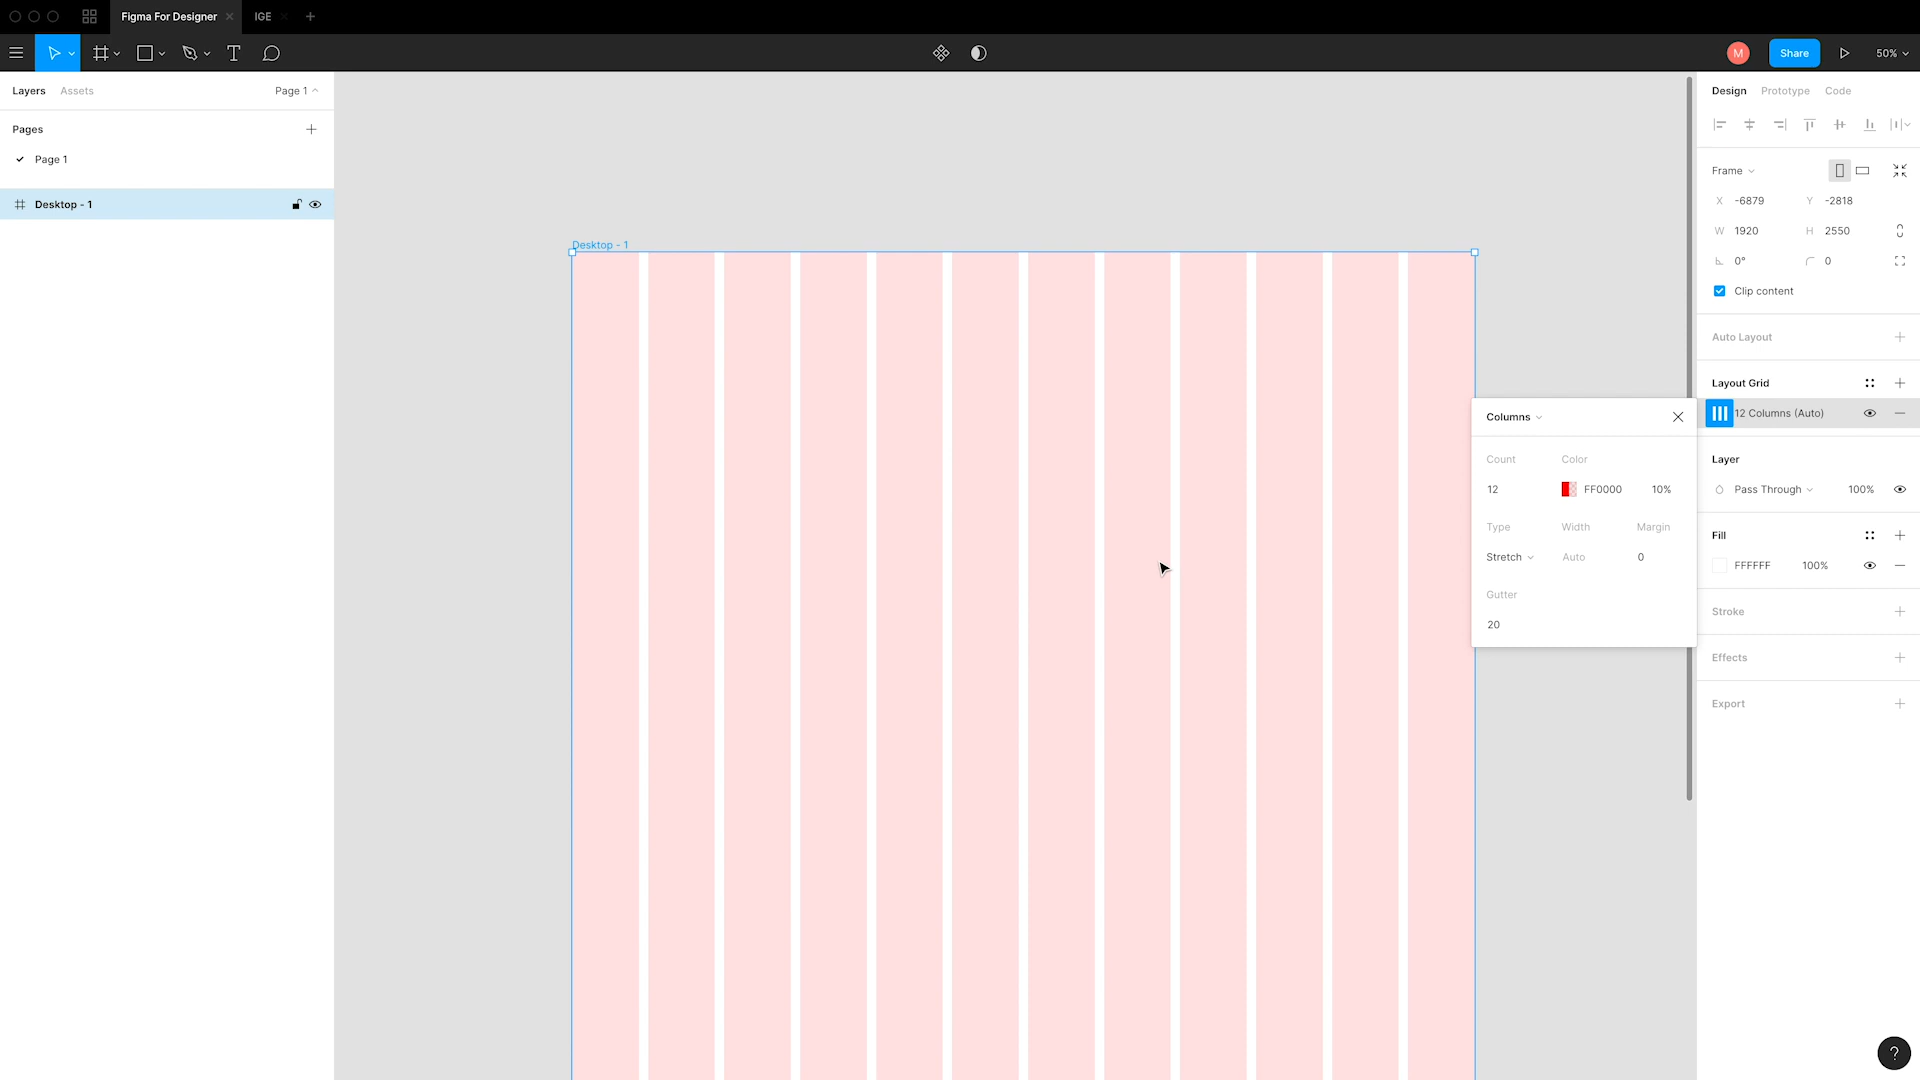 Figma For Designer
IGE
M
Share
50%
Layers
Assets
Page 1
Pages
Page 1
Desktop - 1
Desktop - 1
Design
Prototype
Code
Frame
X -6879
Y -2818
W 1920
H 2550
0°
0
Clip content
Auto Layout
Layout Grid
12 Columns (Auto)
Layer
Pass Through
100%
Fill
FFFFFF
100%
Stroke
Effects
Export
Columns
Count
Color
12
FF0000
10%
Type
Width
Margin
Stretch
Auto
0
Gutter
20
?